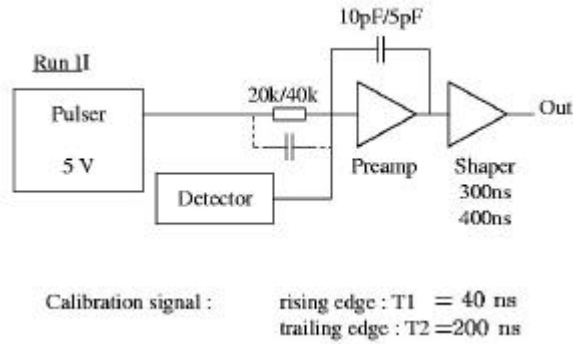 10pF/5pF
Run II
20k/40k
Pulser
5 V
Out
Preamp
Shaper
300ns
400ns
Detector
Calibration signal :
rising edge : T1 = 40 ns
trailing edge : T2 =200 ns